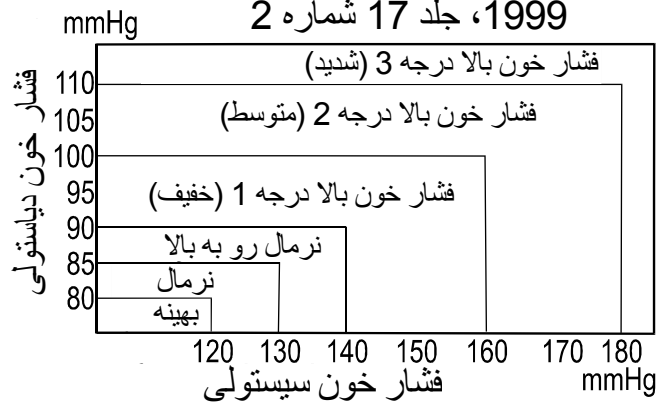 1999، جلد 17 شماره 2
mmHg
فشار خون بالا درجه 3 (شدید)
110
فشار خون بالا درجه 2 (متوسط)
105
100
95
فشار خون بالا درجه 1 (خفیف)
90
نرمال رو به بالا
85
نرمال
80
بهینه
فشار خون دیاستولی
120 130 140 150 160 170 180
فشار خون سیستولی
mmHg